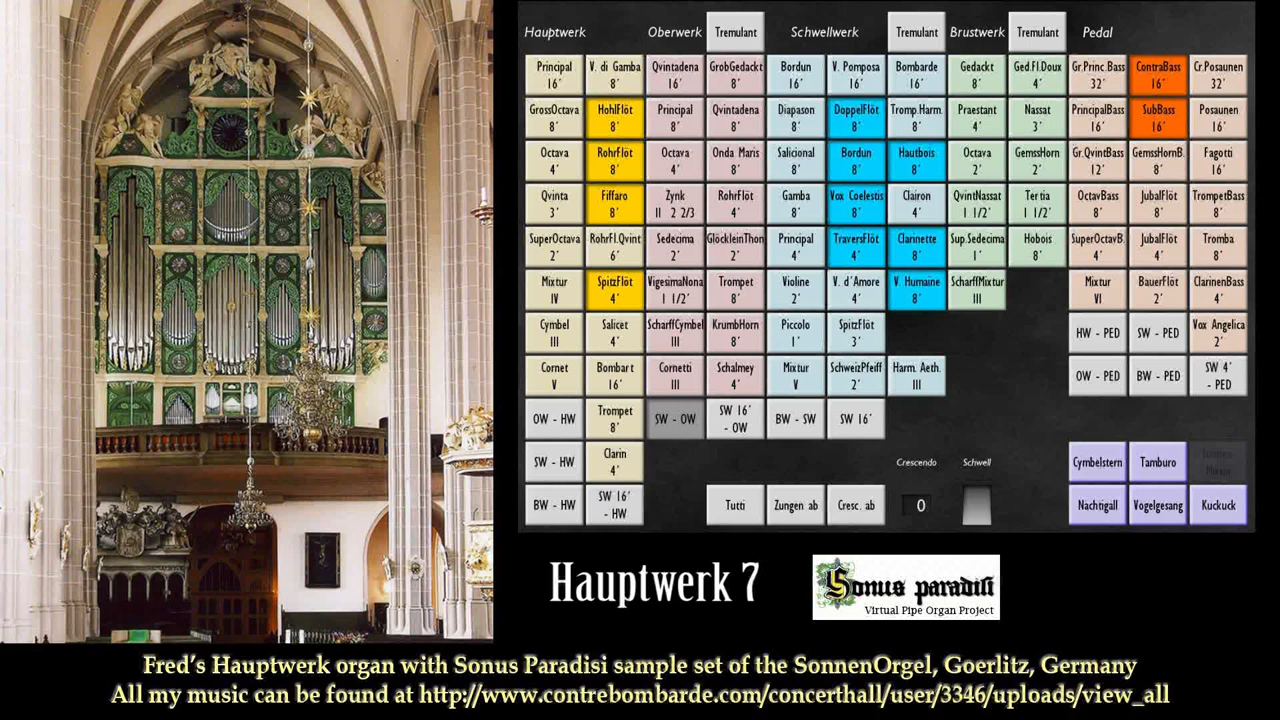 Hauptwerk Oberwerk Tremulant Schwellwerk Tremulant Brustwerk Tremulant Pedal
Principal V. di Gamba Qvintadena GrobGedackt Bordun V. Pomposa Bombarde Gedackt Ged.Fl.Doux Gr.Princ.Bass ContraBass Cr.Posaunen
16´ 8´ 16´ 8´ 16´ 16´ 16´ 8´ 4´ 32´ 16´ 32´
GrossOctava HohlFlöt Principal Qvintadena Diapason DoppelFlöt Tromp.Harm. Praestant Nassat PrincipalBass SubBass Posaunen
8´ 8´ 8´ 8´ 8´ 8´ 8´ 4´ 3´ 16´ 16´ 16´
Octava RohrFlöt Octava Onda Maris Salicional Bordun Hautbois Octava GemssHorn Gr.QvintBass GemssHornB. Fagotti
4´ 8´ 4´ 8´ 8´ 8´ 8´ 2´ 2´ 12´ 8´ 16´
Qvinta Fiffaro Zynk RohrFlöt Gamba Vox Coelestis Clairon QvintNassat Tertia OctavBass JubalFlöt TrompetBass
3´ 8´ II 2 2/3 4´ 8´ 8´ 4´ 1 1/2´ 1 1/2´ 8´ 8´ 8´
SuperOctava RohrFl.Qvint Sedecima GlöckleinThon Principal TraversFlöt Clarinette Sup.Sedecima Hobois SuperOctavB. JubalFlöt Tromba
2´ 6´ 2´ 2´ 4´ 4´ 8´ 1´ 8´ 4´ 4´ 8´
Mixtur SpitzFlöt VigesimaNona Trompet Violine V. d´Amore V. Humaine ScharffMixtur Mixtur BauerFlöt ClarinenBass
IV 4´ 1 1/2´ 8´ 2´ 4´ 8´ III VI 2´ 4´
Cymbel Salicet ScharffCymbel KrumbHorn Piccolo SpitzFlöt HW - PED SW - PED Vox Angelica
III 4´ III 8´ 1´ 3´ 2´
Cornet Bombart Cornetti Schalmey Mixtur SchweizPfeiff Harm. Aeth. OW - PED BW - PED SW 4´
V 16´ III 4´ V 2´ III - PED
OW - HW Trompet SW - OW SW 16´ BW - SW SW 16´
8´ - OW
SW - HW Clarin Crescendo Schwell Cymbelstern Tamburo
4´
BW - HW SW 16´ Tutti Zungen ab Cresc. ab 0 Nachtigall Vogelgesang Kuckuck
- HW
Hauptwerk 7
Sonus paradisi
Virtual Pipe Organ Project
Fred's Hauptwerk organ with Sonus Paradisi sample set of the SonnenOrgel, Goerlitz, Germany
All my music can be found at http://www.contrebombarde.com/concerthall/user/3346/uploads/view_all